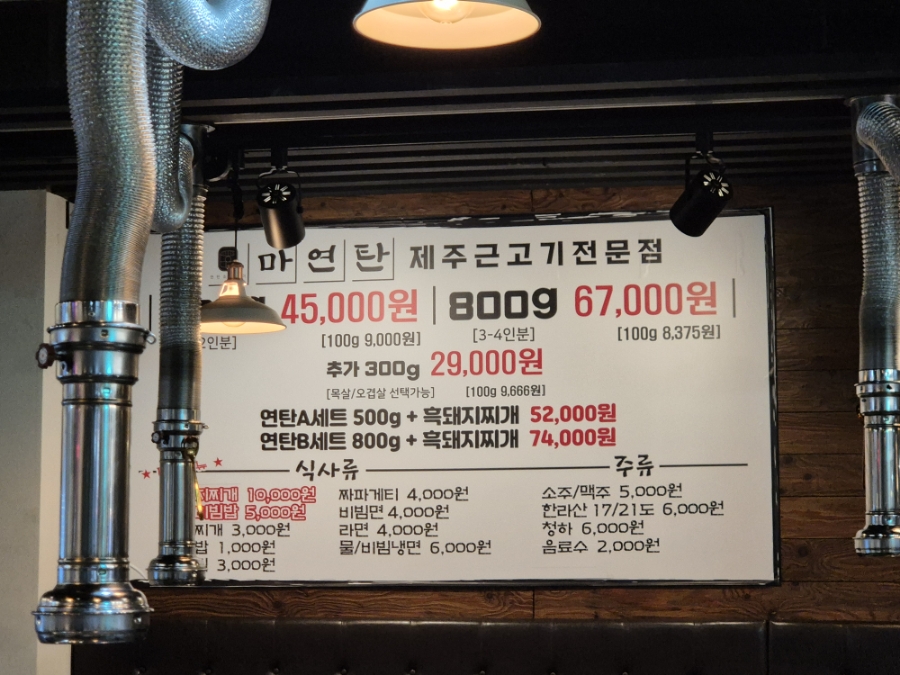 마연탄 제주근고기전문점
45,000원 | 800g 67,000원 |
2인분] [100g 9,000원] [3-4인분] [100g 8,375원]
추가 300g 29,000원
[목살/오겹살 선택가능] [100g 9,666원]
연탄A세트 500g + 흑돼지찌개 52,000원
연탄B세트 800g + 흑돼지찌개 74,000원
식사류 주류
찌개 10,000원 짜파게티 4,000원 소주/맥주 5,000원
비빔밥 5,000원 비빔면 4,000원 한라산 17/21도 6,000원
찌개 3,000원 라면 4,000원 청하 6,000원
밥 1,000원 물/비빔냉면 6,000원 음료수 2,000원
3,000원